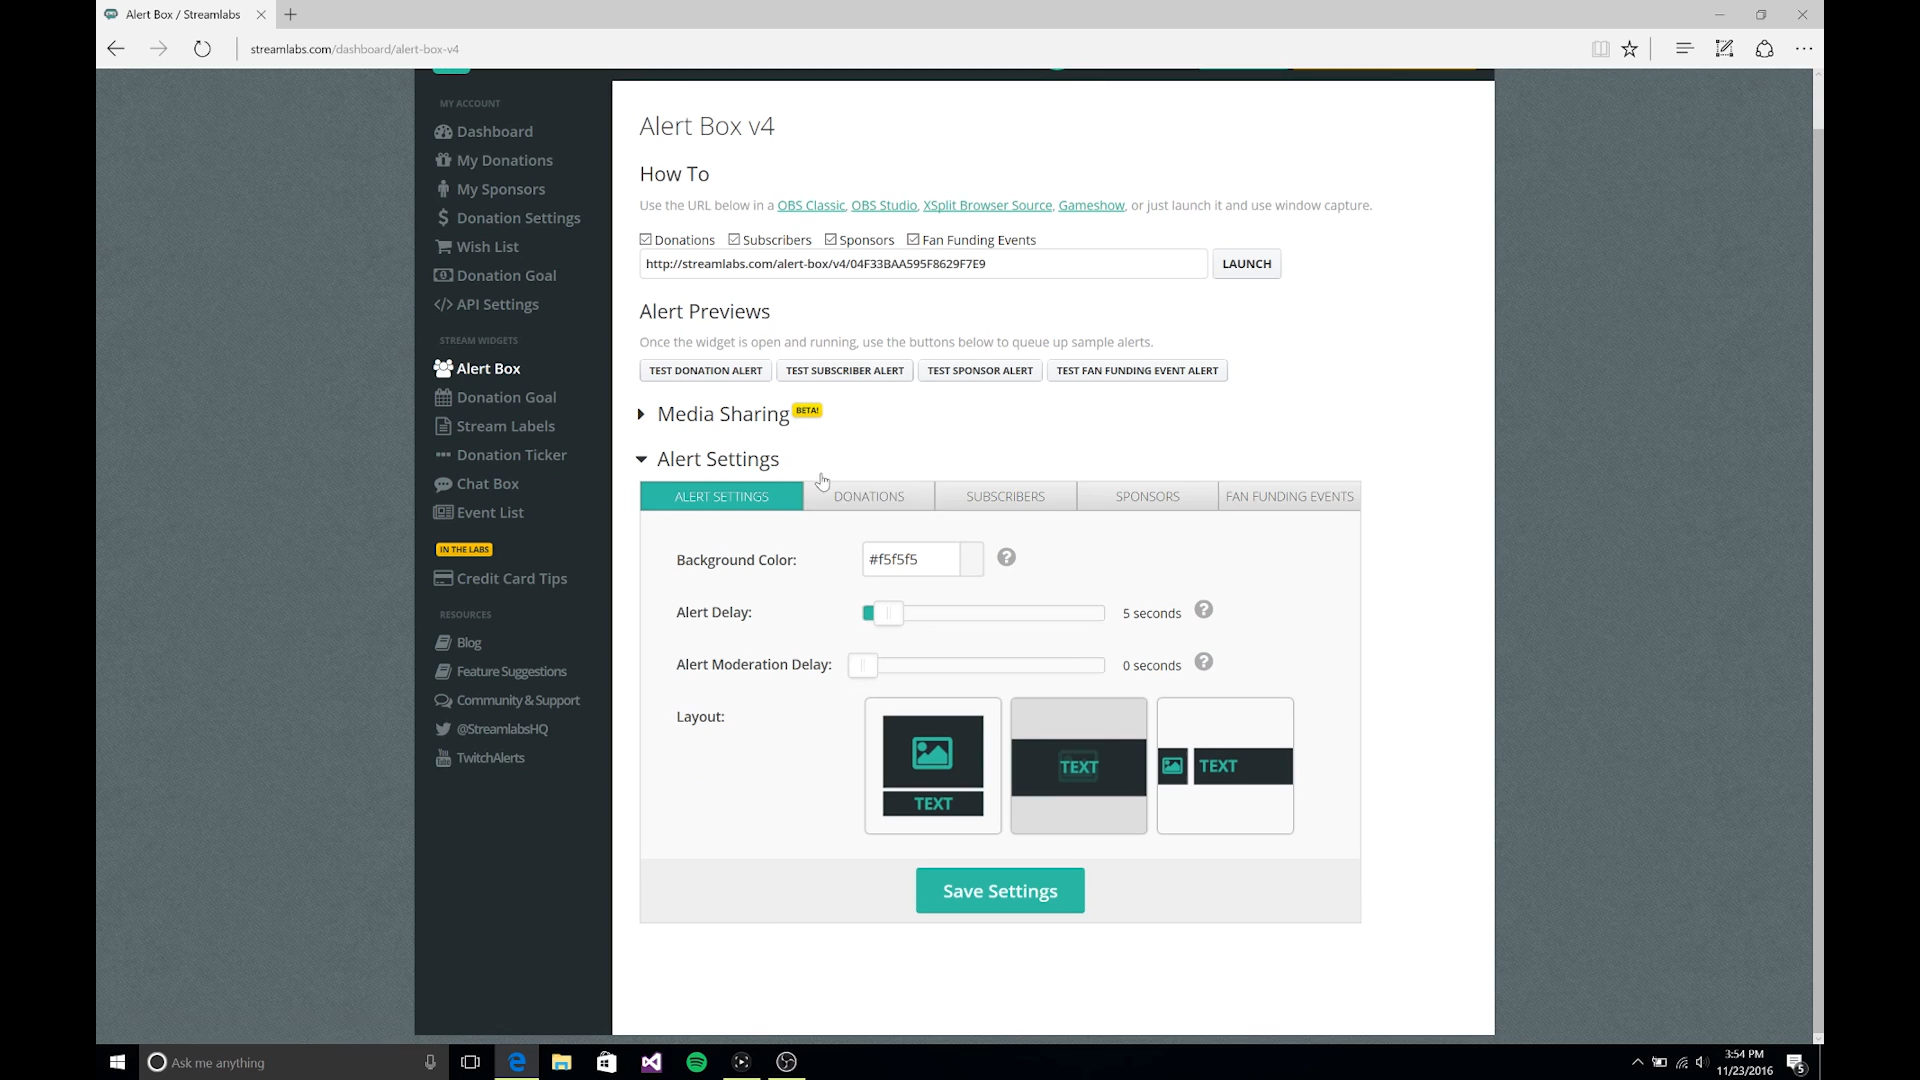 Alert Box / Streamlabs
streamlabs.com/dashboard/alert-box-v4
MY ACCOUNT
Dashboard
My Donations
My Sponsors
Donation Settings
Wish List
Donation Goal
API Settings
STREAM WIDGETS
Alert Box
Donation Goal
Stream Labels
Donation Ticker
Chat Box
Event List
IN THE LABS
Credit Card Tips
RESOURCES
Blog
Feature Suggestions
Community & Support
@StreamlabsHQ
TwitchAlerts
Alert Box v4
How To
Use the URL below in a OBS Classic, OBS Studio, XSplit Browser Source, Gameshow, or just launch it and use window capture.
Donations Subscribers Sponsors Fan Funding Events
http://streamlabs.com/alert-box/v4/04F33BAA595F8629F7E9 LAUNCH
Alert Previews
Once the widget is open and running, use the buttons below to queue up sample alerts.
TEST DONATION ALERT TEST SUBSCRIBER ALERT TEST SPONSOR ALERT TEST FAN FUNDING EVENT ALERT
Media Sharing BETA!
Alert Settings
ALERT SETTINGS DONATIONS SUBSCRIBERS SPONSORS FAN FUNDING EVENTS
Background Color: #f5f5f5 ?
Alert Delay: 5 seconds ?
Alert Moderation Delay: 0 seconds ?
Layout:
TEXT
TEXT
TEXT
Save Settings
Ask me anything
3:54 PM
11/23/2016
5